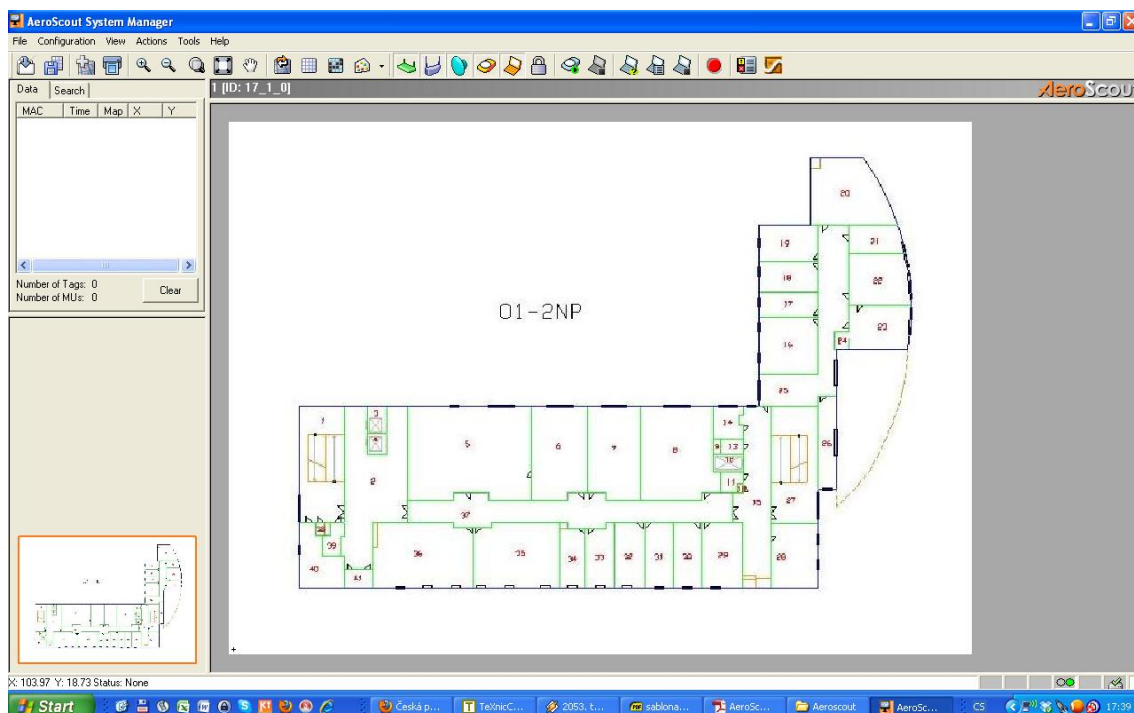 AeroScout System Manager
File Configuration View Actions Tools Help
Data Search
1 [ID: 17_1_0]
AeroScout
MAC Time Map X Y
Number of Tags: 0
Number of MUs: 0
Clear
O1-2NP
20
19
21
18
22
17
23
16
24
25
1
3
14
5
6
7
8
9
13
10
26
2
11
27
37
39
36
35
34
33
32
31
30
29
28
40
41
X: 103.97 Y: 18.73 Status: None
Start
Česká p...
TeXnicC...
2053. t...
sablona...
AeroSc...
Aeroscout
AeroSc...
CS
17:39